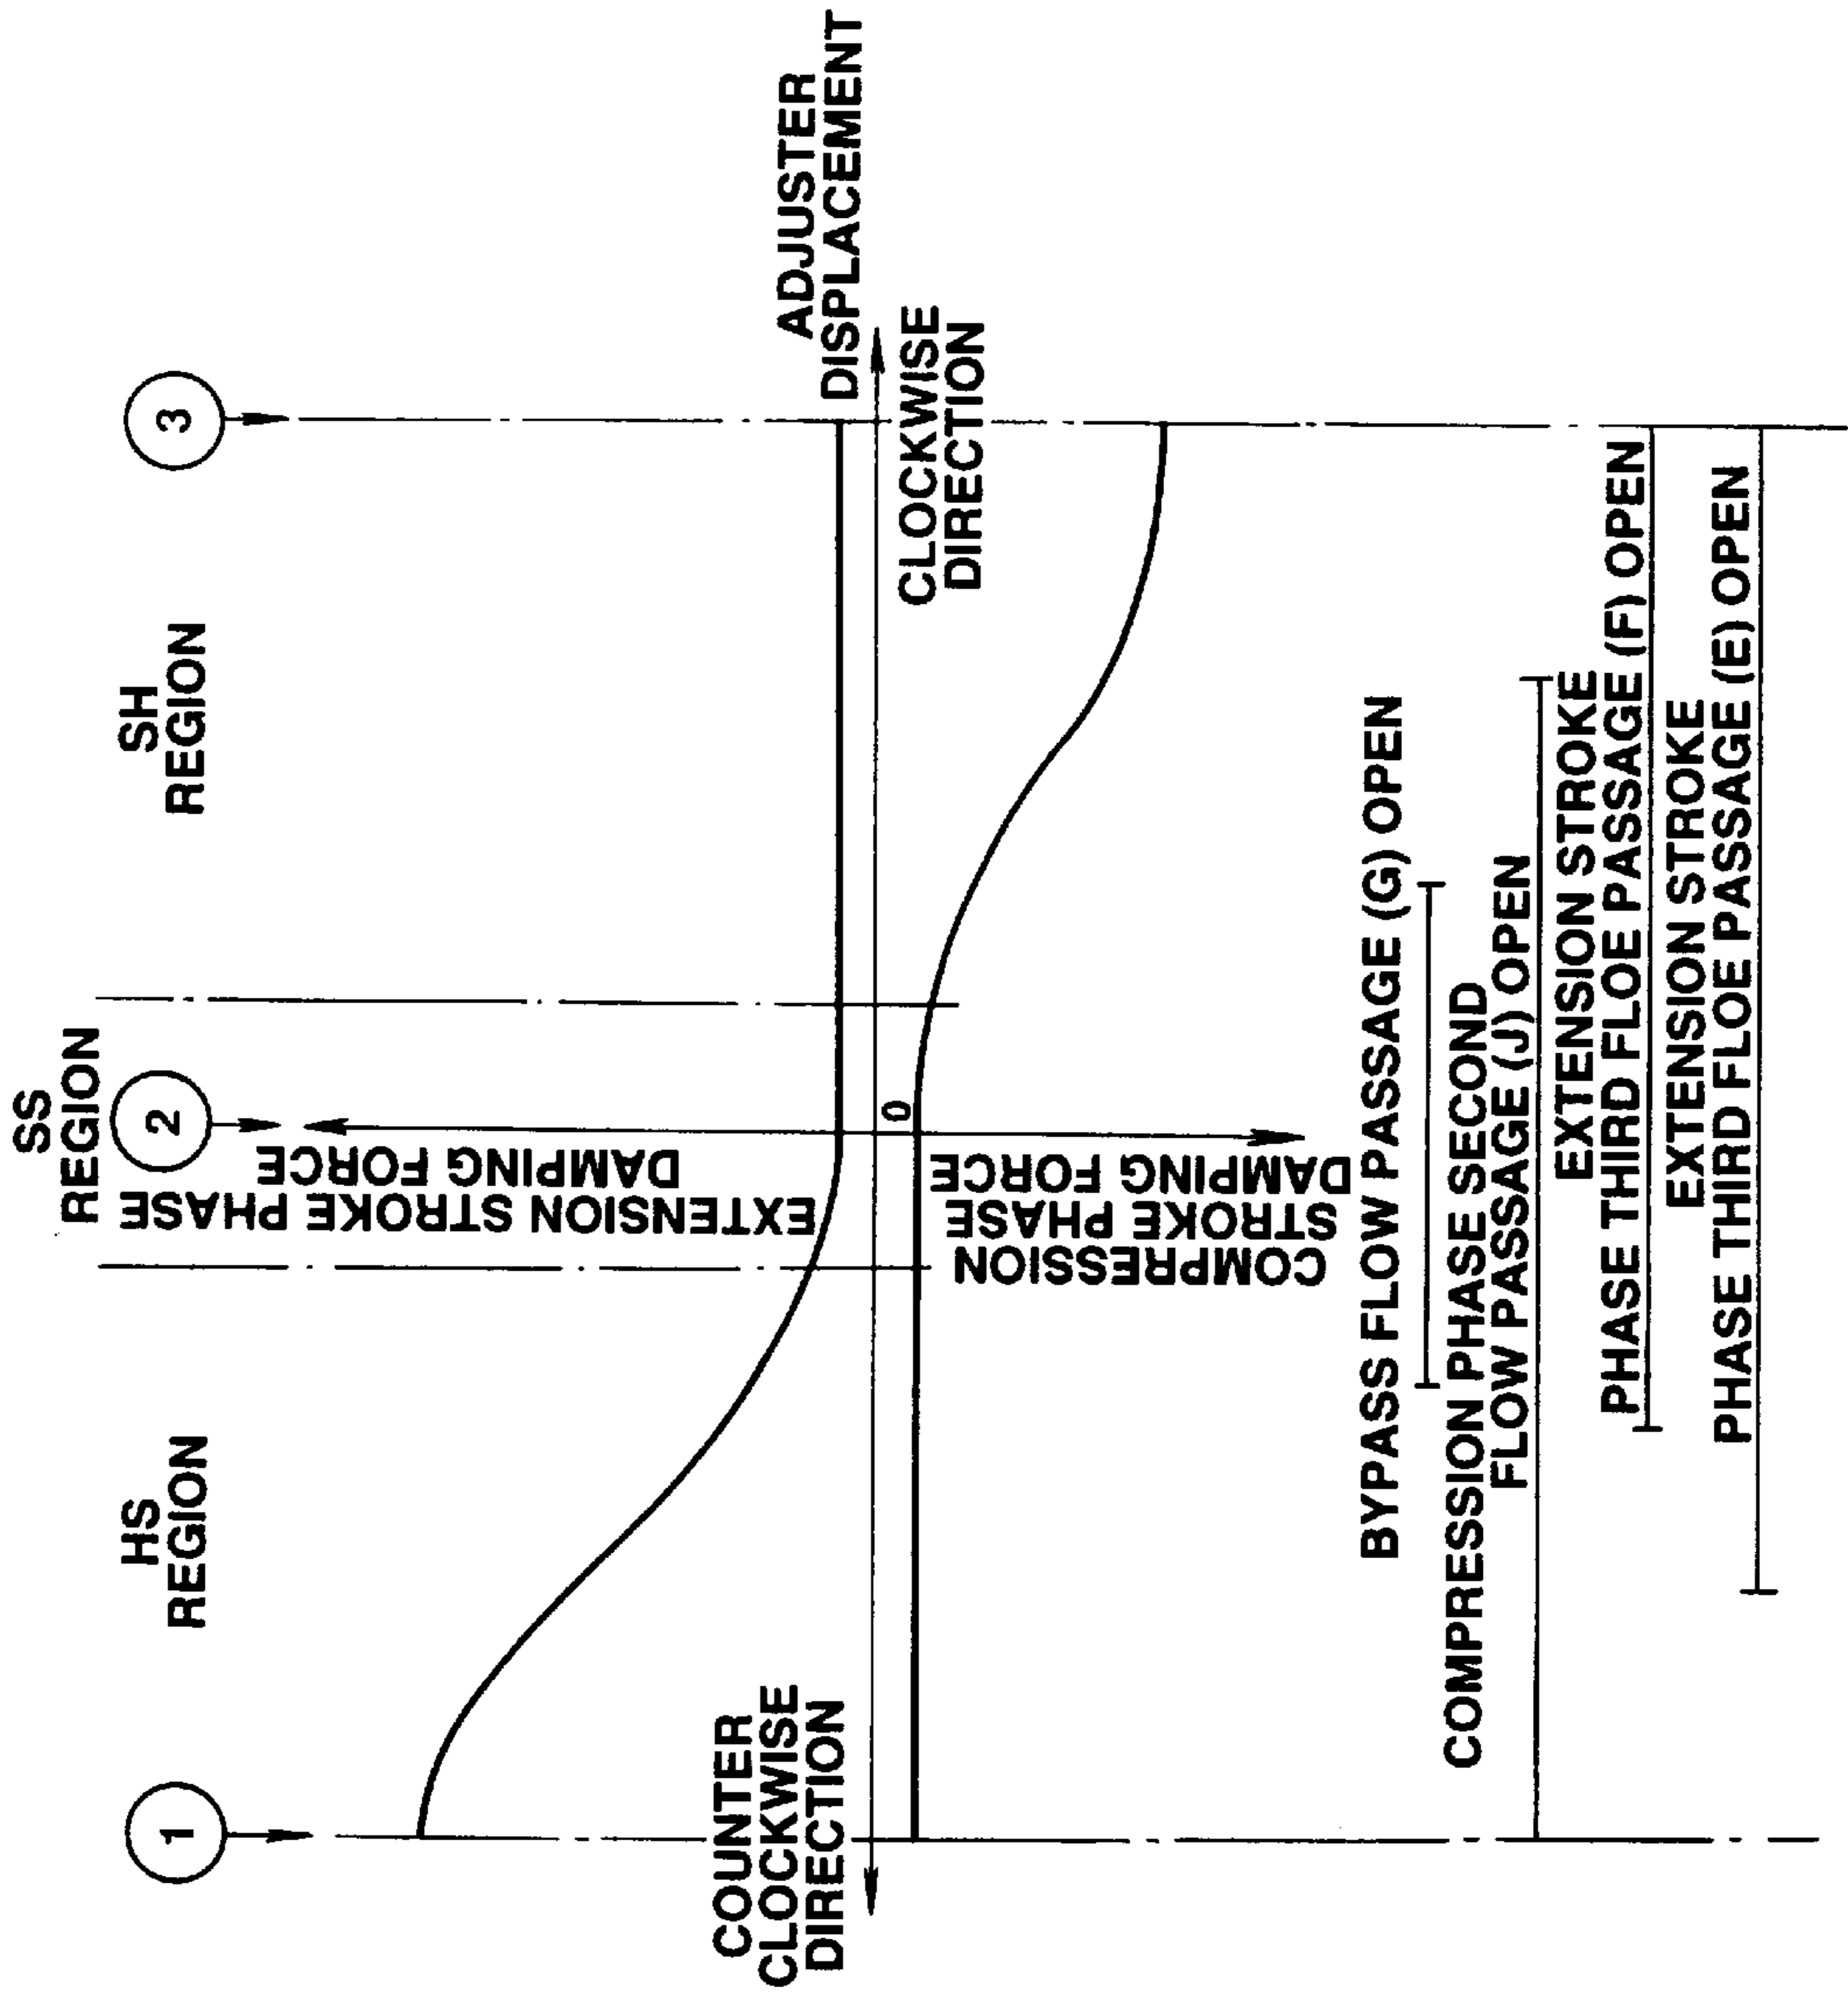 SS
REGION
HS
REGION
SH
REGION
1
2
3
EXTENSION STROKE PHASE
DAMPING FORCE
COUNTER
CLOCKWISE
DIRECTION
ADJUSTER
DISPLACEMENT
0
CLOCKWISE
DIRECTION
COMPRESSION
STROKE PHASE
DAMPING FORCE
BYPASS FLOW PASSAGE (G) OPEN
COMPRESSION PHASE SECOND
FLOW PASSAGE (J) OPEN
EXTENSION STROKE
PHASE THIRD FLOE PASSAGE (F) OPEN
EXTENSION STROKE
PHASE THIRD FLOE PASSAGE (E) OPEN